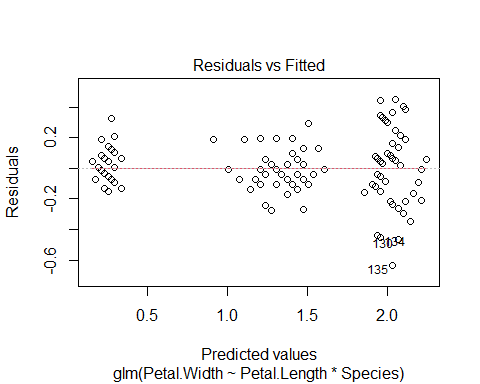 Residuals vs Fitted
Residuals
0.2
-0.2
-0.6
130
134
135
0.5
1.0
1.5
2.0
Predicted values
glm(Petal.Width ~ Petal.Length * Species)